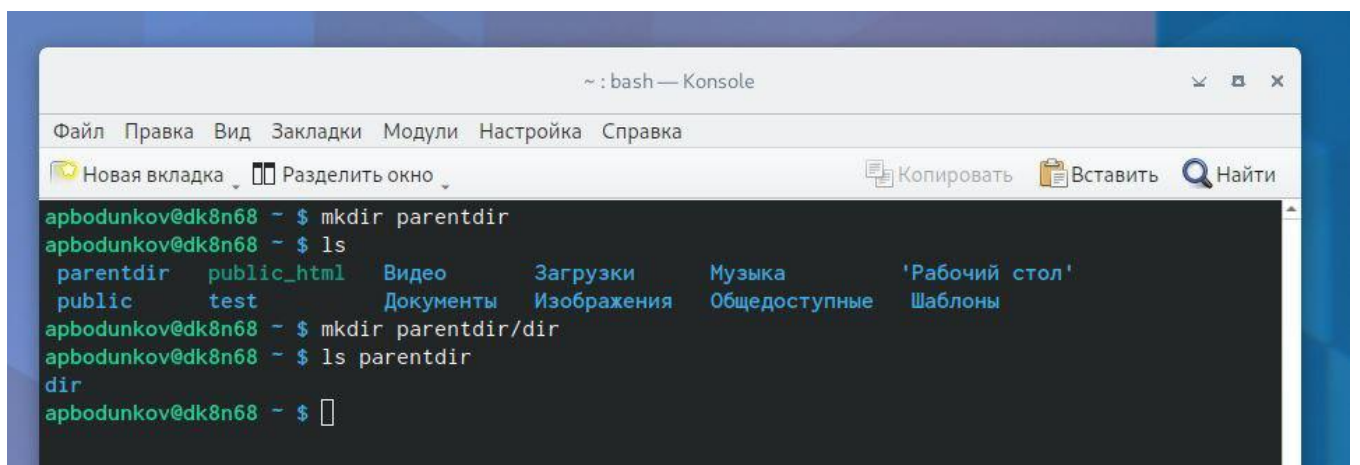 ~ : bash — Konsole
Файл Правка Вид Закладки Модули Настройка Справка
Новая вкладка Разделить окно Копировать Вставить Найти
apbodunkov@dk8n68 ~ $ mkdir parentdir
apbodunkov@dk8n68 ~ $ ls
parentdir public_html Видео Загрузки Музыка 'Рабочий стол'
public test Документы Изображения Общедоступные Шаблоны
apbodunkov@dk8n68 ~ $ mkdir parentdir/dir
apbodunkov@dk8n68 ~ $ ls parentdir
dir
apbodunkov@dk8n68 ~ $